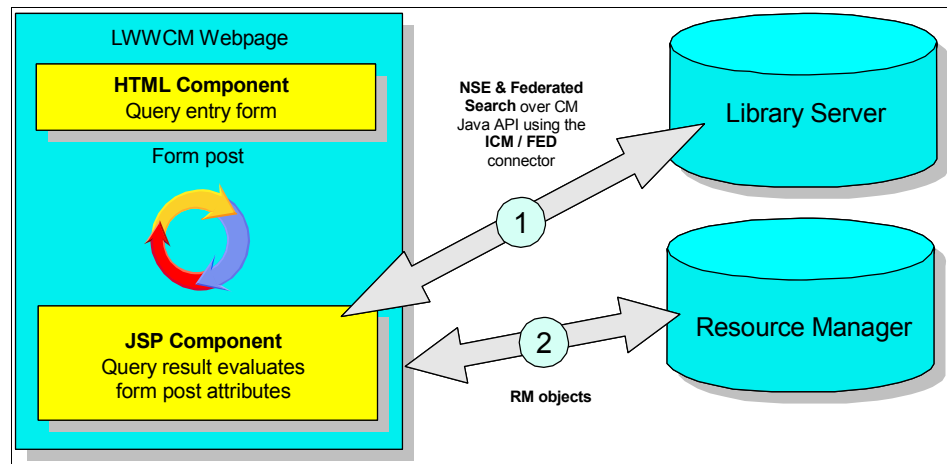 LWWCM Webpage
HTML Component
Query entry form
Form post
JSP Component
Query result evaluates
form post attributes
NSE & Federated
Search over CM
Java API using the
ICM / FED
connector
1
2
RM objects
Library Server
Resource Manager